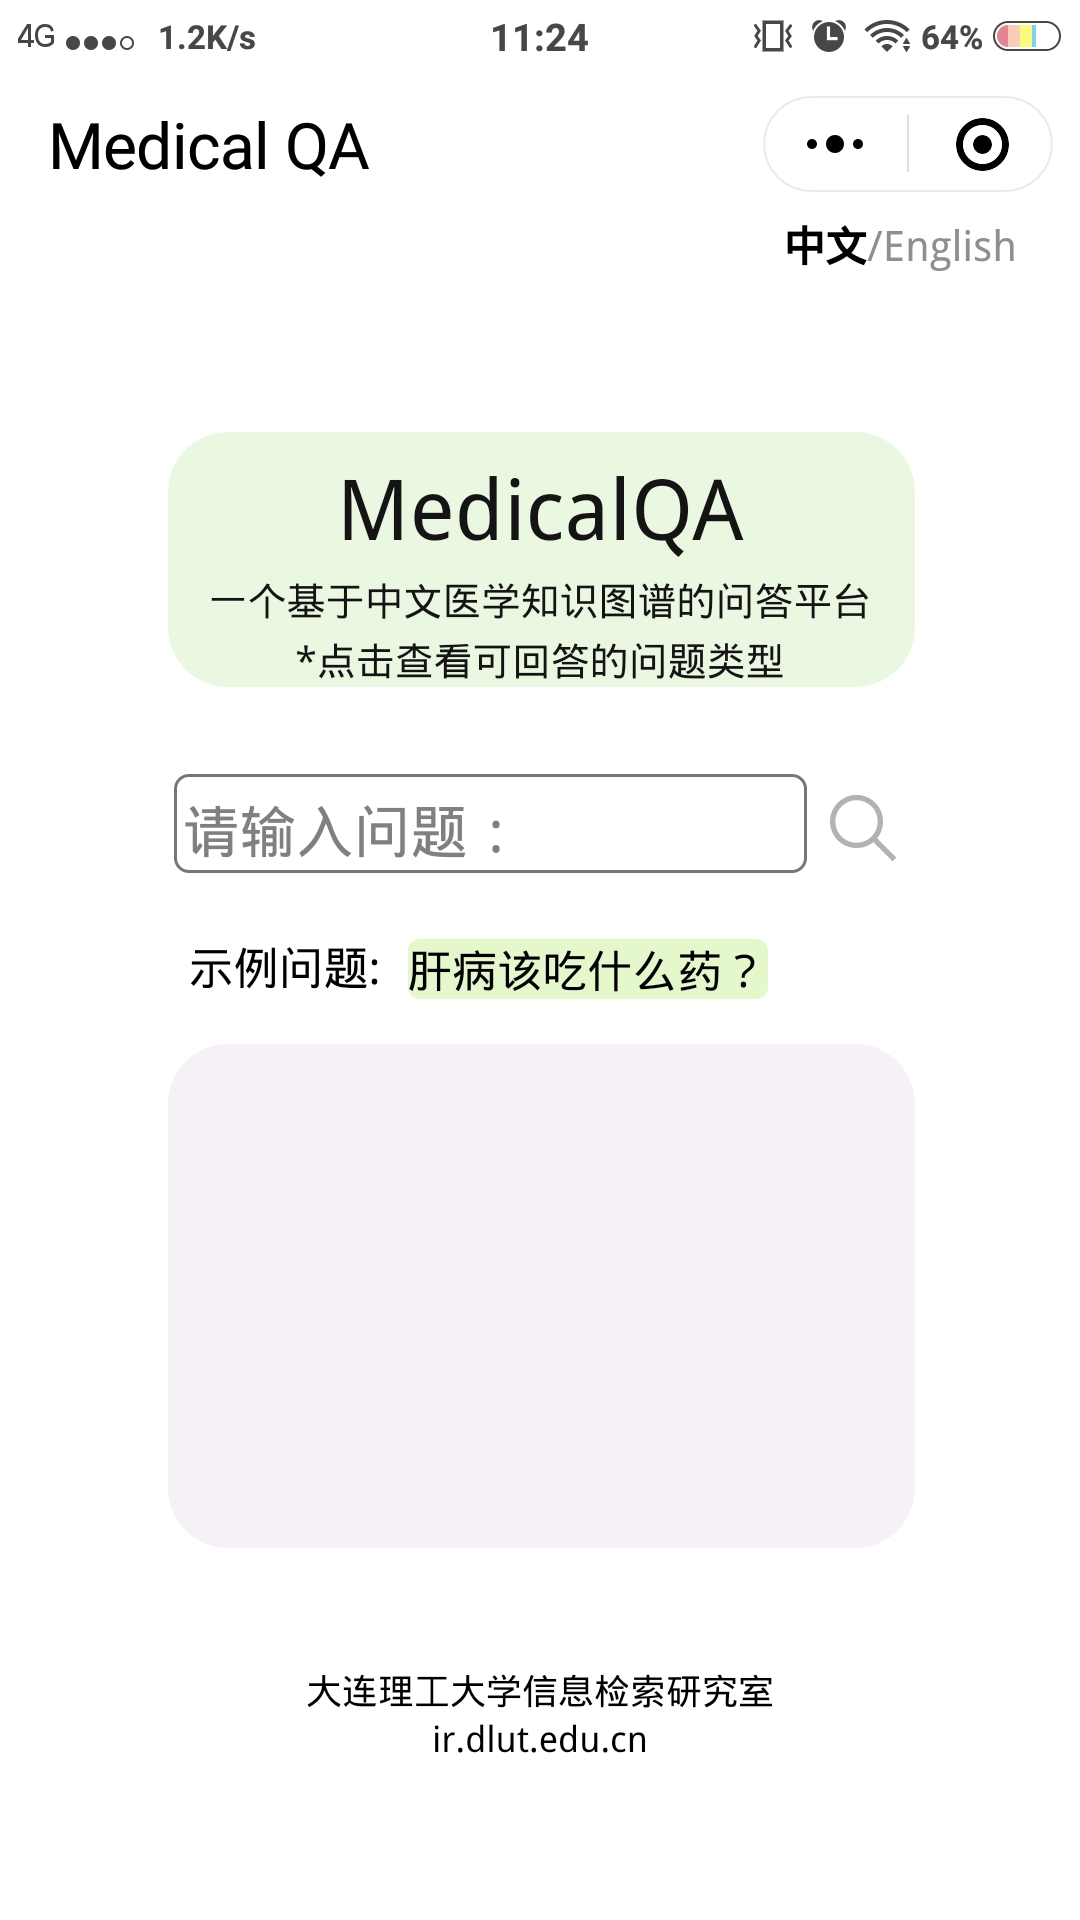 4G 1.2K/s 11:24 64%
Medical QA
中文/English
MedicalQA
一个基于中文医学知识图谱的问答平台
*点击查看可回答的问题类型
请输入问题：
示例问题: 肝病该吃什么药？
大连理工大学信息检索研究室
ir.dlut.edu.cn